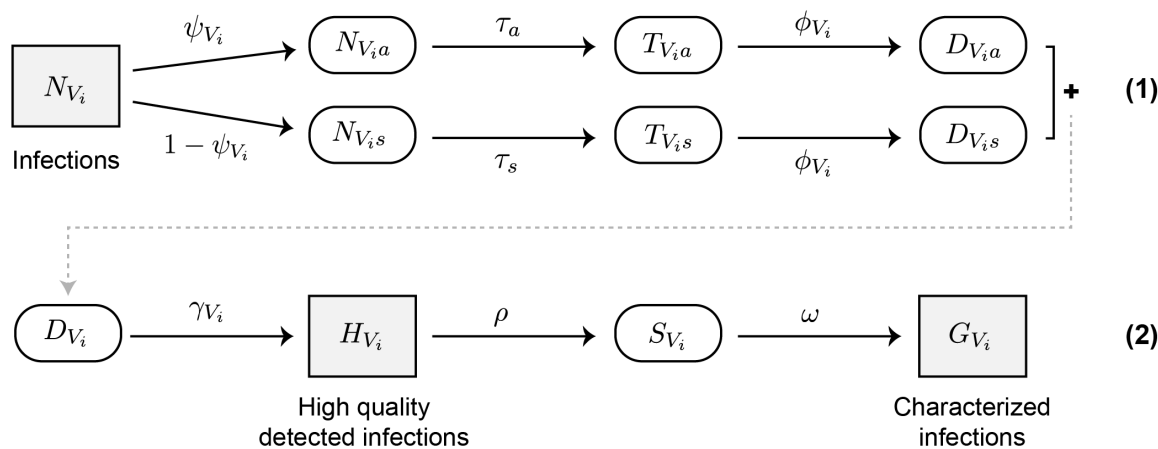 ψ_{V_i} N_{V_i a} τ_a T_{V_i a} ϕ_{V_i} D_{V_i a}
N_{V_i} + (1)
1 − ψ_{V_i} N_{V_i s} τ_s T_{V_i s} ϕ_{V_i} D_{V_i s}
Infections
D_{V_i} γ_{V_i} H_{V_i} ρ S_{V_i} ω G_{V_i} (2)
High quality
detected infections
Characterized
infections